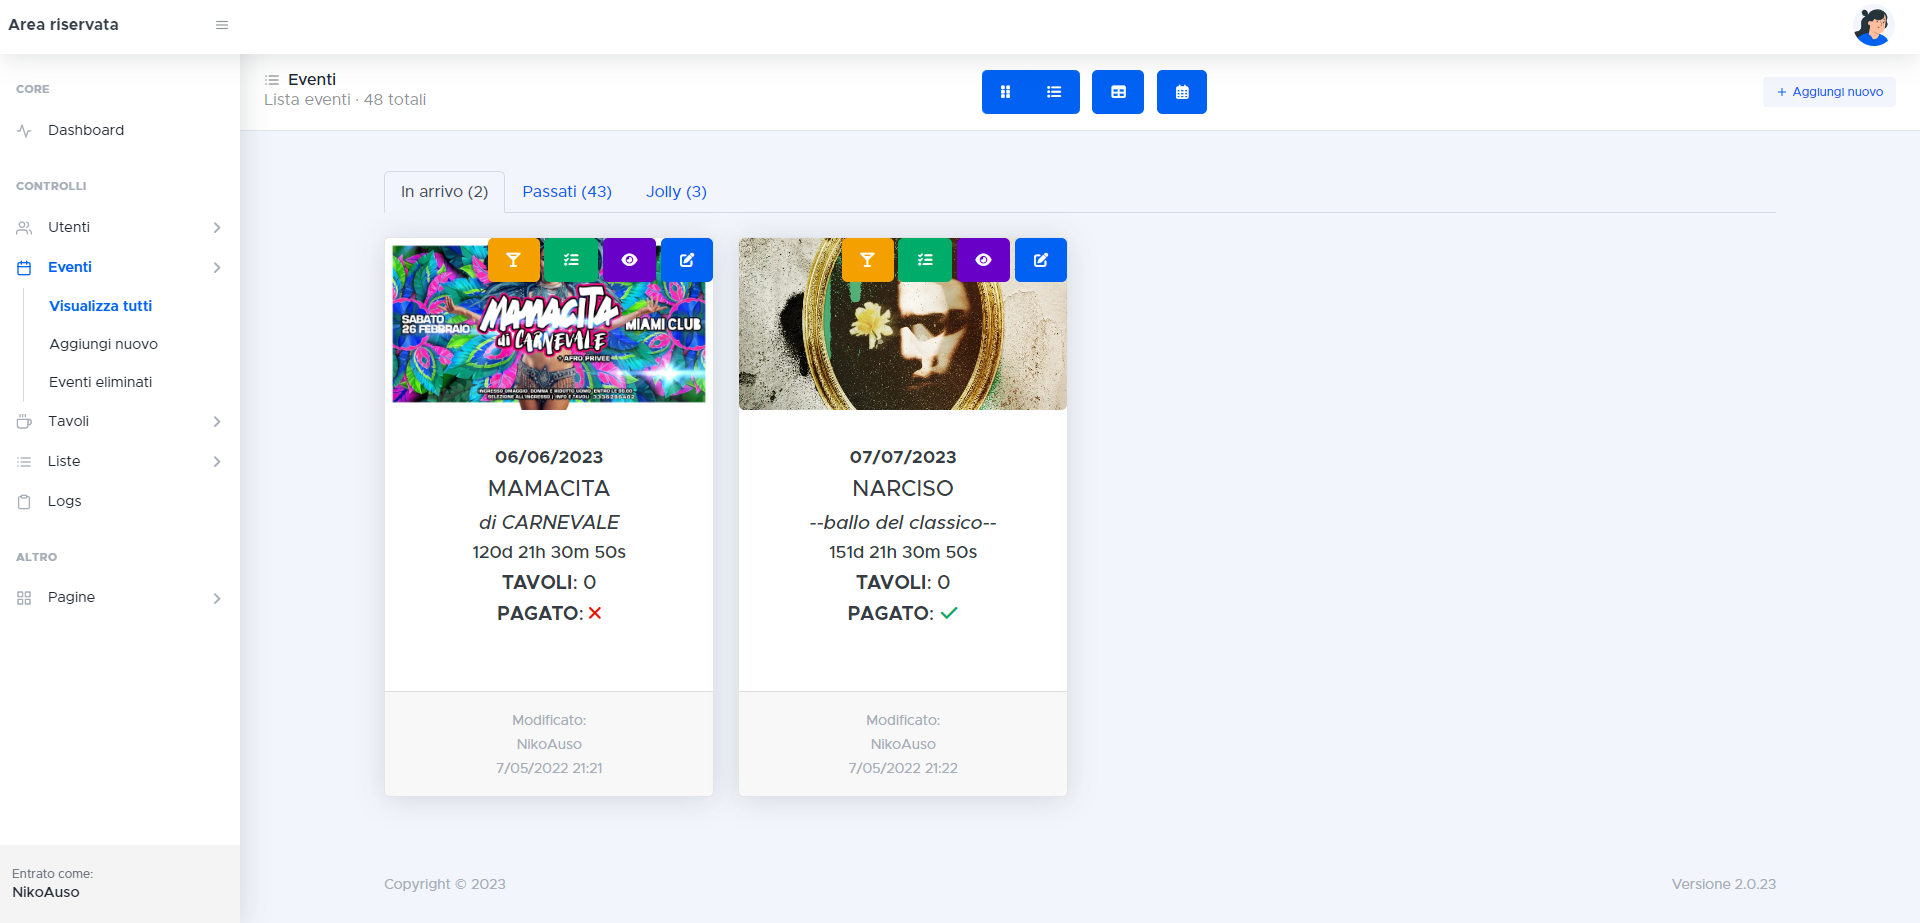 Area riservata
CORE
Dashboard
CONTROLLI
Utenti
Eventi
Visualizza tutti
Aggiungi nuovo
Eventi eliminati
Tavoli
Liste
Logs
ALTRO
Pagine
Entrato come:
NikoAuso
Eventi
Lista eventi · 48 totali
+ Aggiungi nuovo
In arrivo (2)
Passati (43)
Jolly (3)
SABATO
26 FEBBRAIO
MAMACITA
di CARNEVALE
+ AFRO PRIVEE
MIAMI CLUB
06/06/2023
MAMACITA
di CARNEVALE
120d 21h 30m 50s
TAVOLI: 0
PAGATO:
Modificato:
NikoAuso
7/05/2022 21:21
07/07/2023
NARCISO
--ballo del classico--
151d 21h 30m 50s
TAVOLI: 0
PAGATO:
Modificato:
NikoAuso
7/05/2022 21:22
Copyright © 2023
Versione 2.0.23